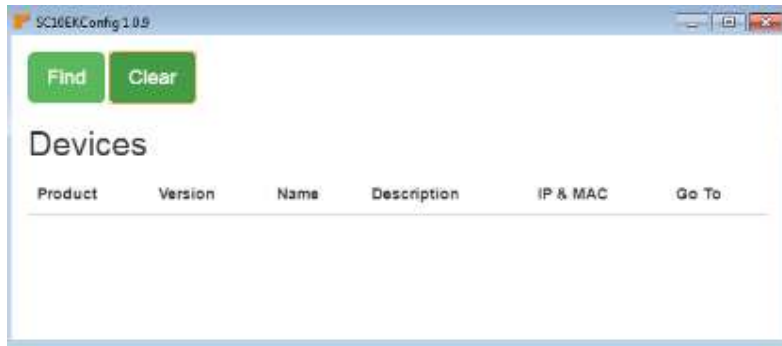 SC10EKConfig 1.0.9
Find Clear
Devices
Product Version Name Description IP & MAC Go To